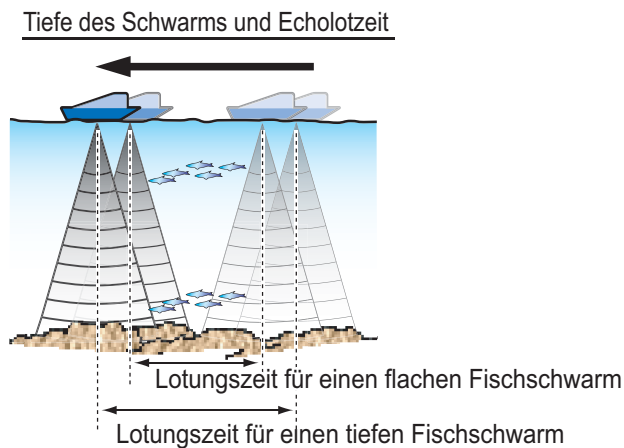 Tiefe des Schwarms und Echolotzeit
Lotungszeit für einen flachen Fischschwarm
Lotungszeit für einen tiefen Fischschwarm